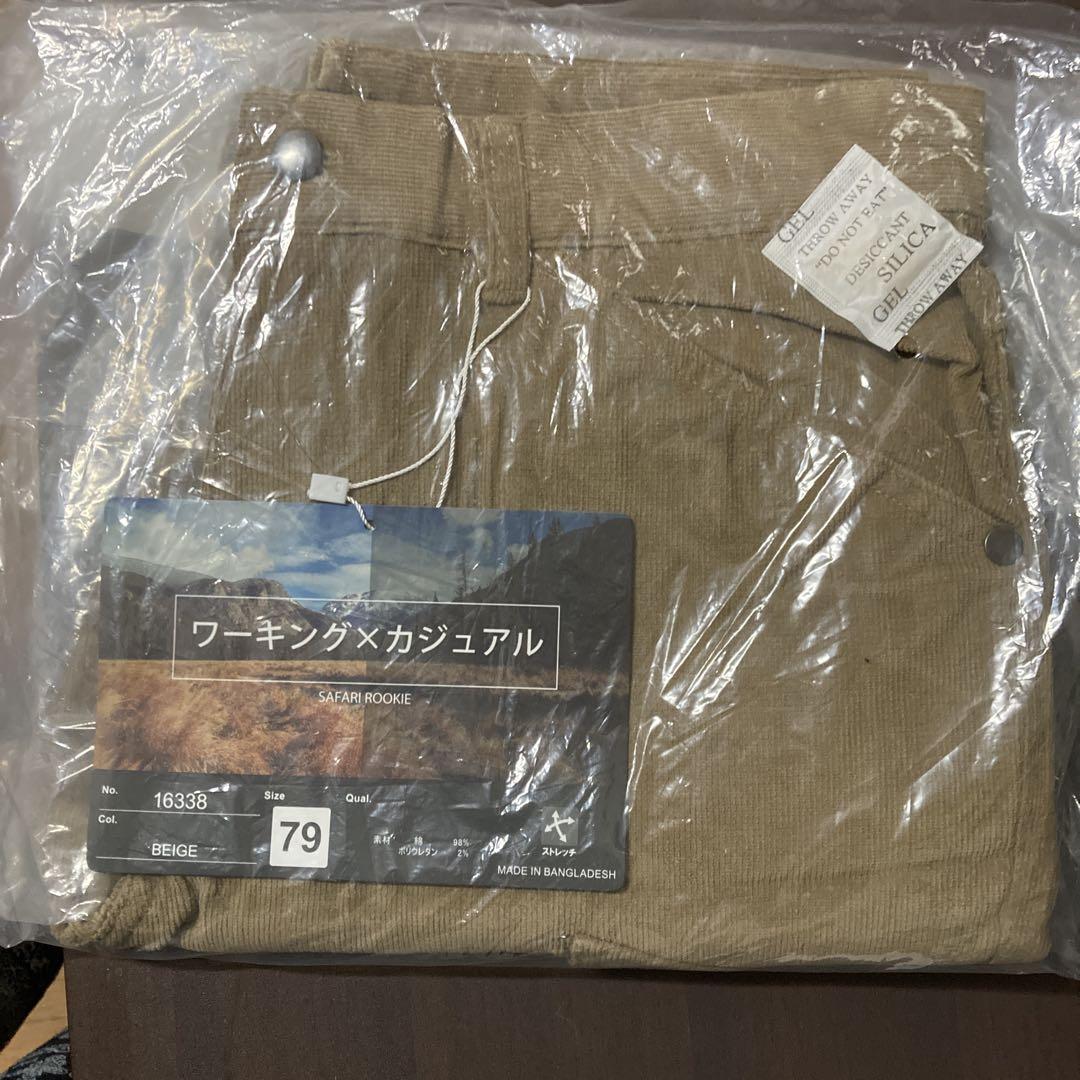 GEL
THROW AWAY
"DO NOT EAT"
DESICCANT
SILICA
GEL
THROW AWAY
ワーキング×カジュアル
SAFARI ROOKIE
No. 16338
Size 79
Qual.
Col. BEIGE
素材 綿 98%
ポリウレタン 2%
ストレッチ
MADE IN BANGLADESH